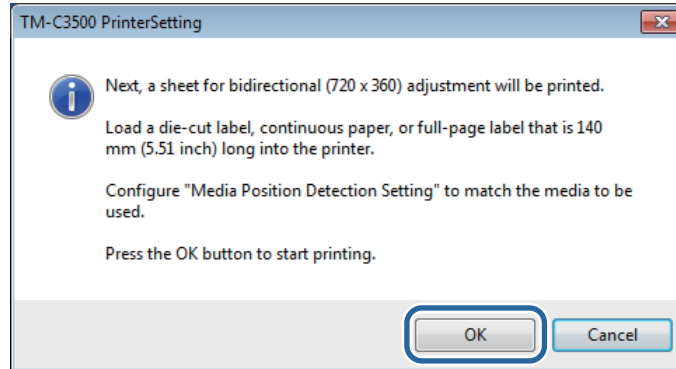 TM-C3500 PrinterSetting
Next, a sheet for bidirectional (720 x 360) adjustment will be printed.
Load a die-cut label, continuous paper, or full-page label that is 140
mm (5.51 inch) long into the printer.
Configure "Media Position Detection Setting" to match the media to be
used.
Press the OK button to start printing.
OK
Cancel